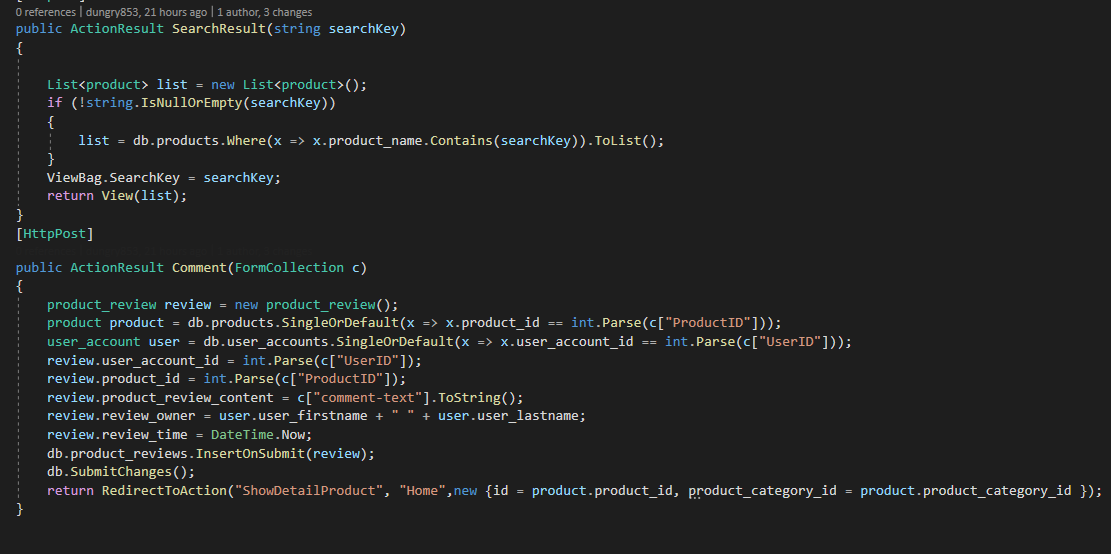 0 references | dungry853, 21 hours ago | 1 author, 3 changes
public ActionResult SearchResult(string searchKey)
{
List<product> list = new List<product>();
if (!string.IsNullOrEmpty(searchKey))
{
list = db.products.Where(x => x.product_name.Contains(searchKey)).ToList();
}
ViewBag.SearchKey = searchKey;
return View(list);
}
[HttpPost]
public ActionResult Comment(FormCollection c)
{
product_review review = new product_review();
product product = db.products.SingleOrDefault(x => x.product_id == int.Parse(c["ProductID"]));
user_account user = db.user_accounts.SingleOrDefault(x => x.user_account_id == int.Parse(c["UserID"]));
review.user_account_id = int.Parse(c["UserID"]);
review.product_id = int.Parse(c["ProductID"]);
review.product_review_content = c["comment-text"].ToString();
review.review_owner = user.user_firstname + " " + user.user_lastname;
review.review_time = DateTime.Now;
db.product_reviews.InsertOnSubmit(review);
db.SubmitChanges();
return RedirectToAction("ShowDetailProduct", "Home",new {id = product.product_id, product_category_id = product.product_category_id });
}